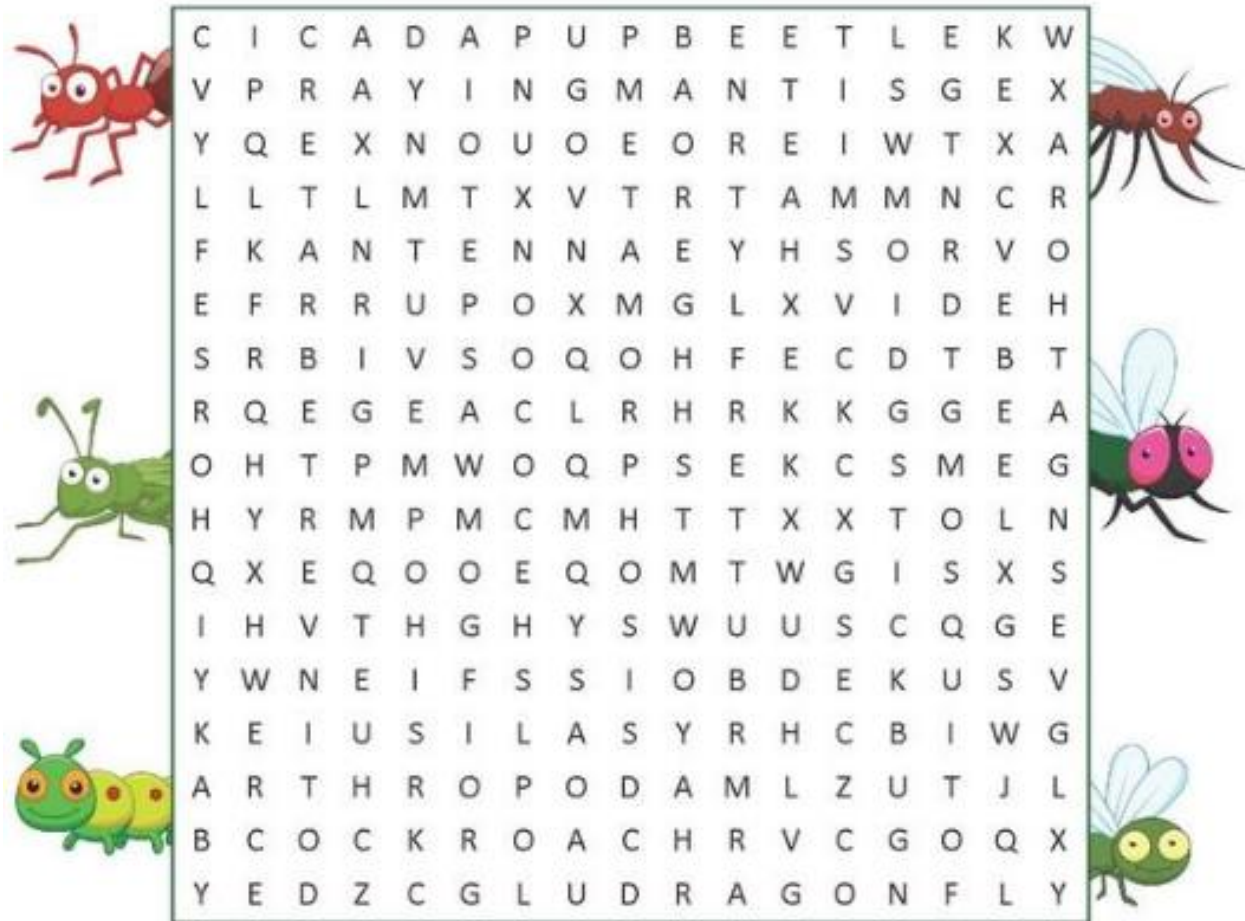 C I C A D A P U P B E E T L E K W
V P R A Y I N G M A N T I S G E X
Y Q E X N O U O E O R E I W T X A
L L T L M T X V T R T A M M N C R
F K A N T E N N A E Y H S O R V O
E F R R U P O X M G L X V I D E H
S R B I V S O Q O H F E C D T B T
R Q E G E A C L R H R K K G G E A
O H T P M W O Q P S E K C S M E G
H Y R M P M C M H T T X X T O L N
Q X E Q O O E Q O M T W G I S X S
I H V T H G H Y S W U U S C Q G E
Y W N E I F S S I O B D E K U S V
K E I U S I L A S Y R H C B I W G
A R T H R O P O D A M L Z U T J L
B C O C K R O A C H R V C G O Q X
Y E D Z C G L U D R A G O N F L Y